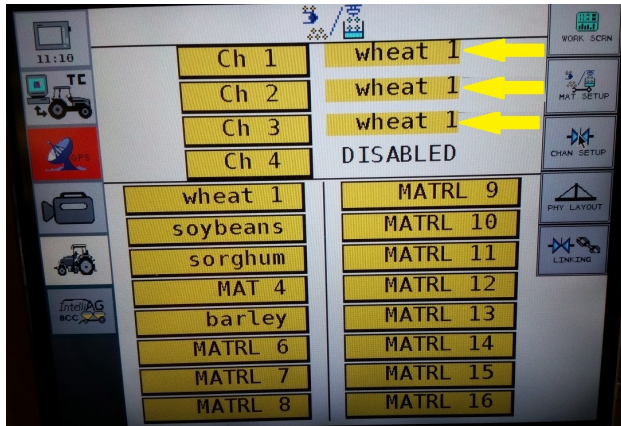 11:10
TC
GPS
IntelliAG
BCC
Ch 1 wheat 1
Ch 2 wheat 1
Ch 3 wheat 1
Ch 4 DISABLED
wheat 1
soybeans
sorghum
MAT 4
barley
MATRL 6
MATRL 7
MATRL 8
MATRL 9
MATRL 10
MATRL 11
MATRL 12
MATRL 13
MATRL 14
MATRL 15
MATRL 16
WORK SCRN
MAT SETUP
CHAN SETUP
PHY LAYOUT
LINKING